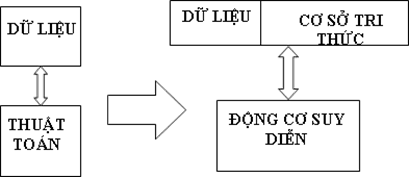 DỮ LIỆU
THUẬT
TOÁN
DỮ LIỆU
CƠ SỞ TRI
THỨC
ĐỘNG CƠ SUY
DIỄN